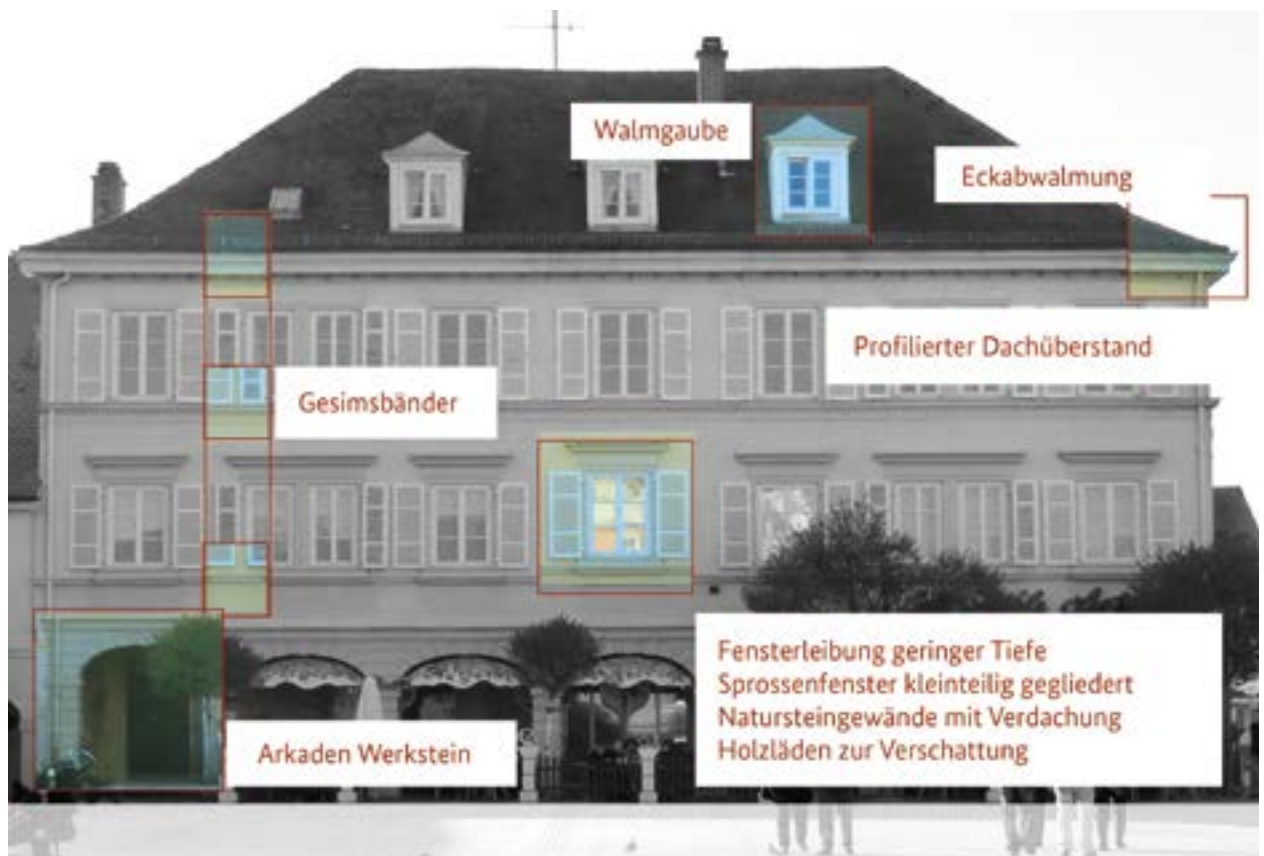 Walmgaube
Eckabwalmung
Profilierter Dachüberstand
Gesimsbänder
Fensterleibung geringer Tiefe
Sprossenfenster kleinteilig gegliedert
Natursteingewände mit Verdachung
Holzläden zur Verschattung
Arkaden Werkstein